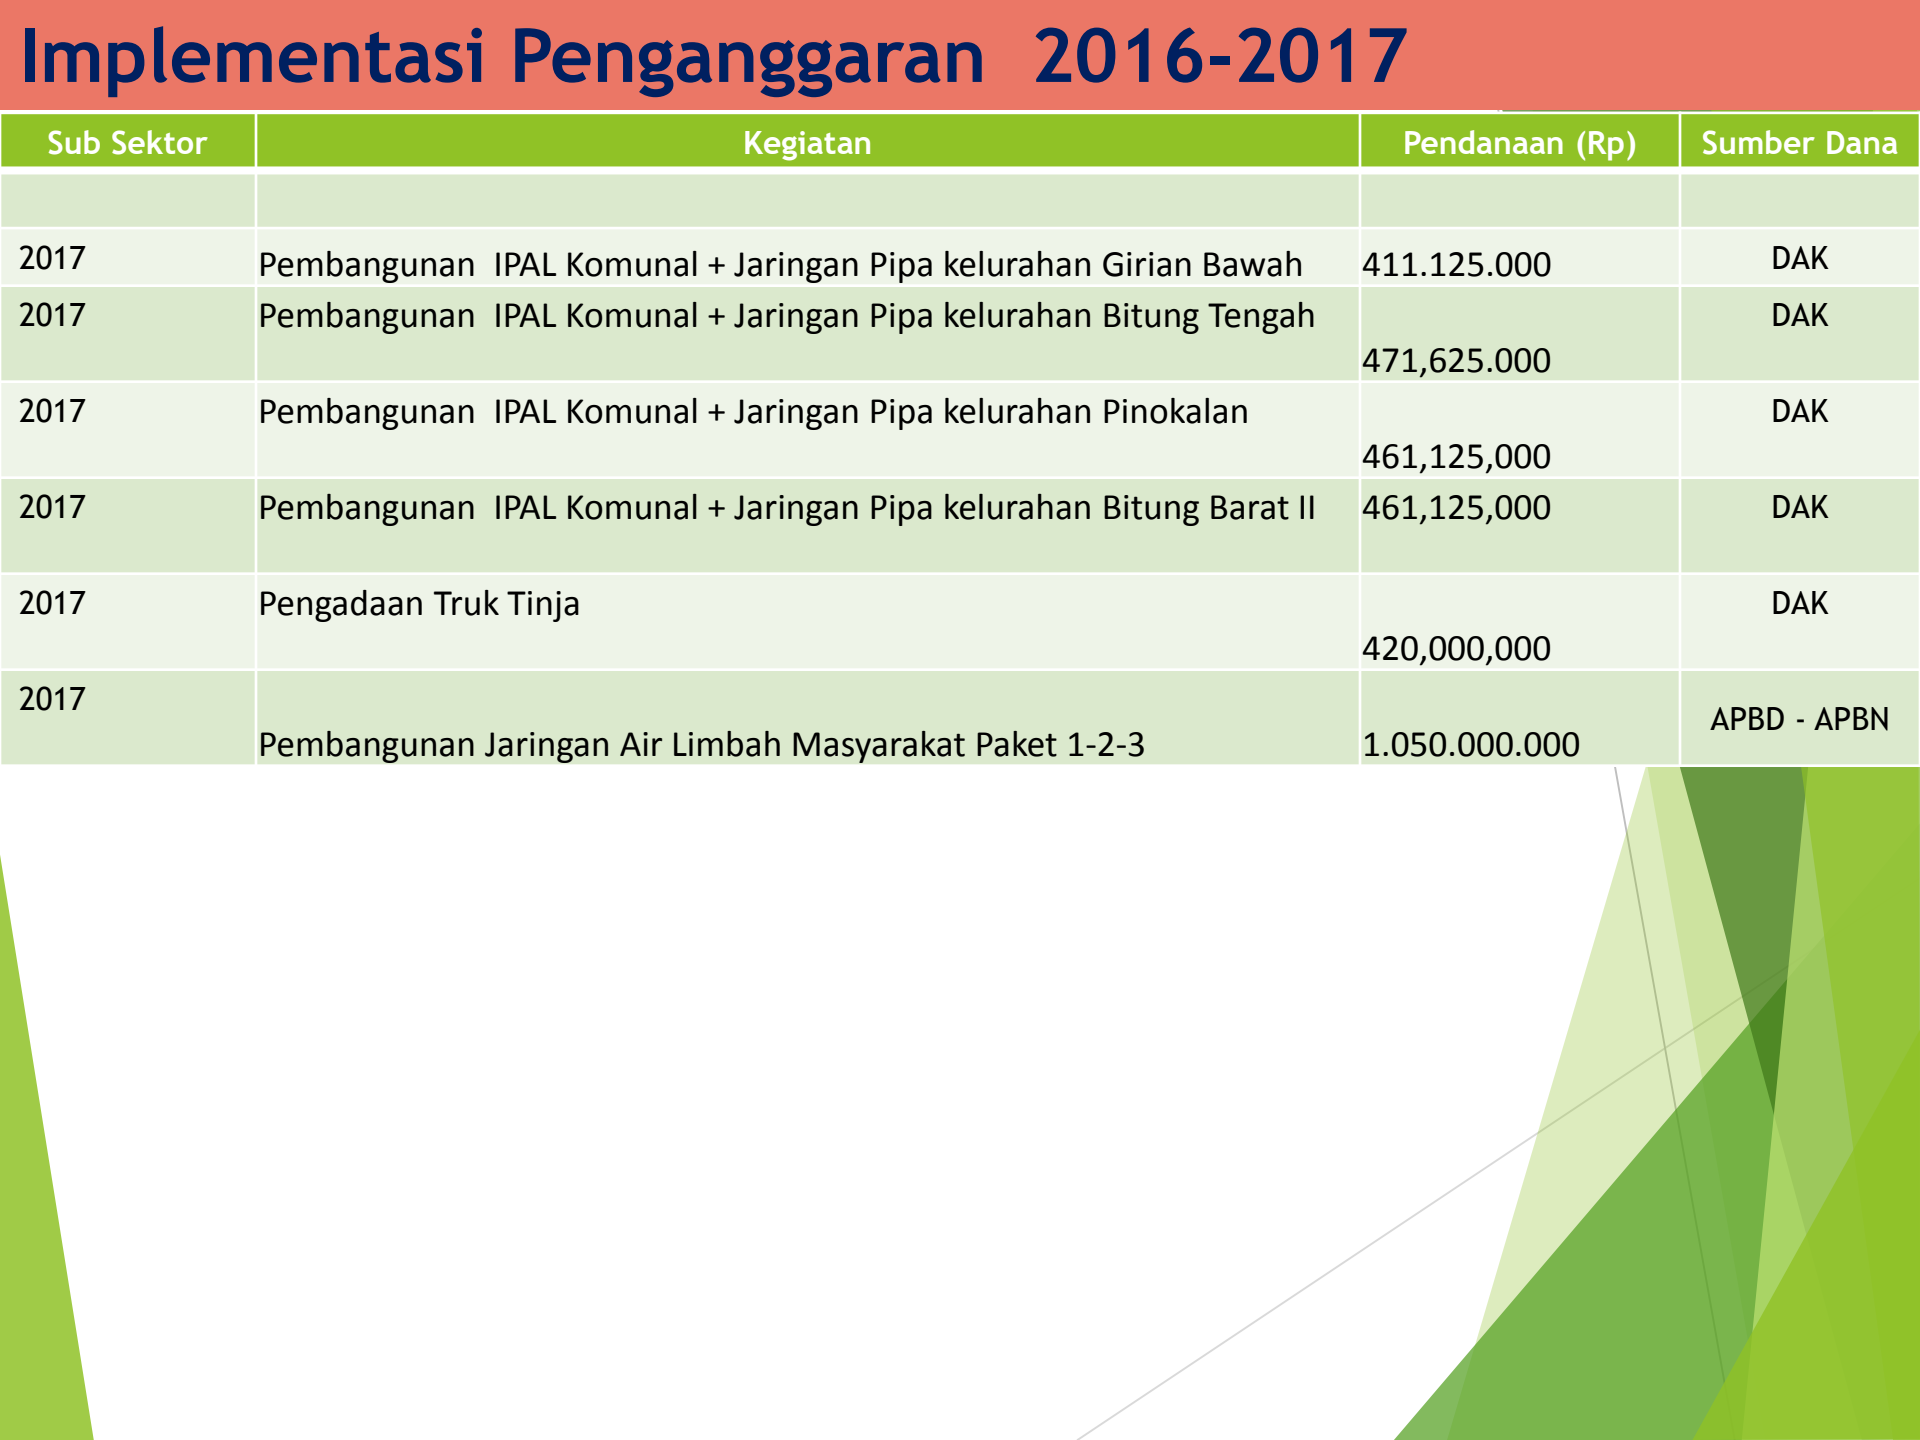 Implementasi Penganggaran  2016-2017
Sub Sektor Kegiatan Pendanaan (Rp) Sumber Dana
2017 Pembangunan  IPAL Komunal + Jaringan Pipa kelurahan Girian Bawah 411.125.000 DAK
2017 Pembangunan  IPAL Komunal + Jaringan Pipa kelurahan Bitung Tengah 471,625.000 DAK
2017 Pembangunan  IPAL Komunal + Jaringan Pipa kelurahan Pinokalan 461,125,000 DAK
2017 Pembangunan  IPAL Komunal + Jaringan Pipa kelurahan Bitung Barat II 461,125,000 DAK
2017 Pengadaan Truk Tinja 420,000,000 DAK
2017 Pembangunan Jaringan Air Limbah Masyarakat Paket 1-2-3 1.050.000.000 APBD - APBN